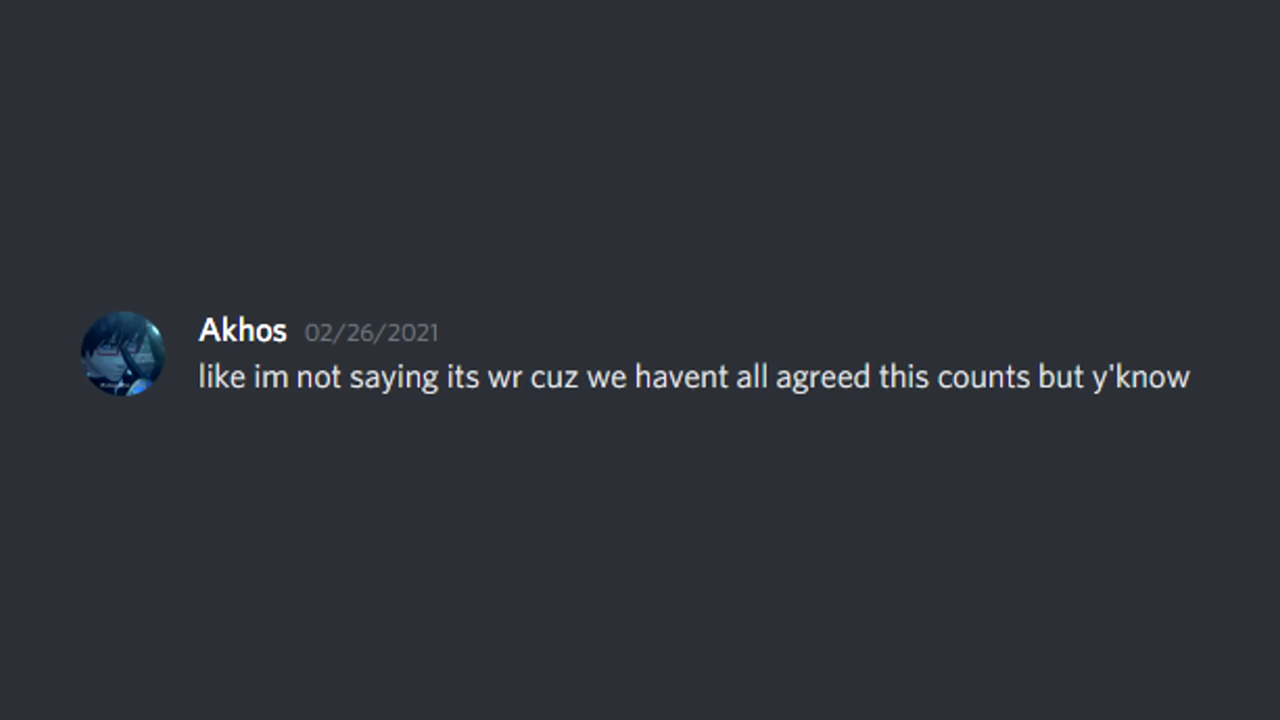 Akhos 02/26/2021
like im not saying its wr cuz we havent all agreed this counts but y'know